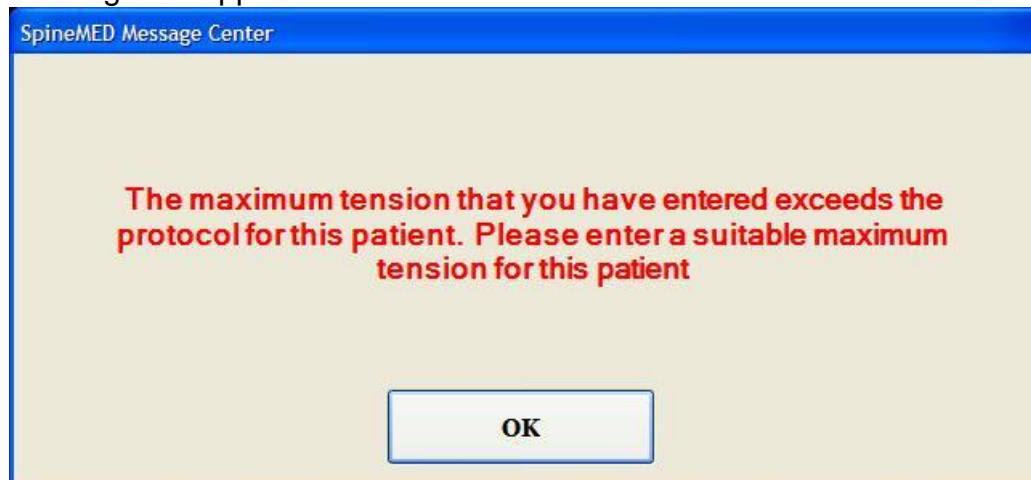 SpineMED Message Center
The maximum tension that you have entered exceeds the
protocol for this patient. Please enter a suitable maximum
tension for this patient
OK